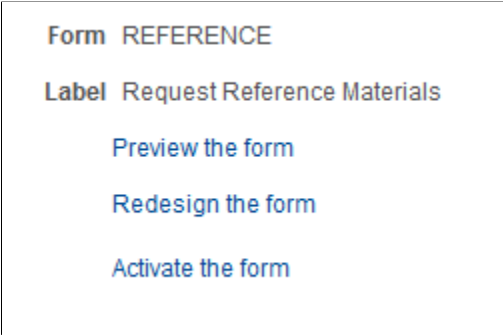 Form REFERENCE
Label Request Reference Materials
Preview the form
Redesign the form
Activate the form